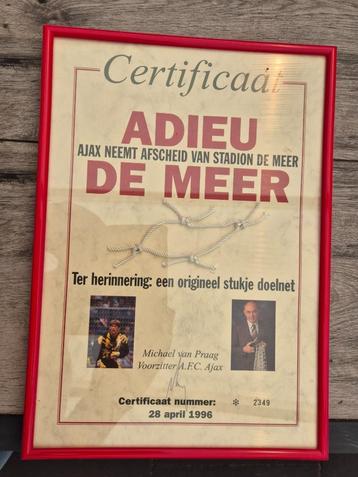 Certificaat
ADIEU
AJAX NEEMT AFSCHEID VAN STADION DE MEER
DE MEER
Ter herinnering: een origineel stukje doelnet
Michael van Praag
Voorzitter A.F.C. Ajax
Certificaat nummer: ✻ 2349
28 april 1996